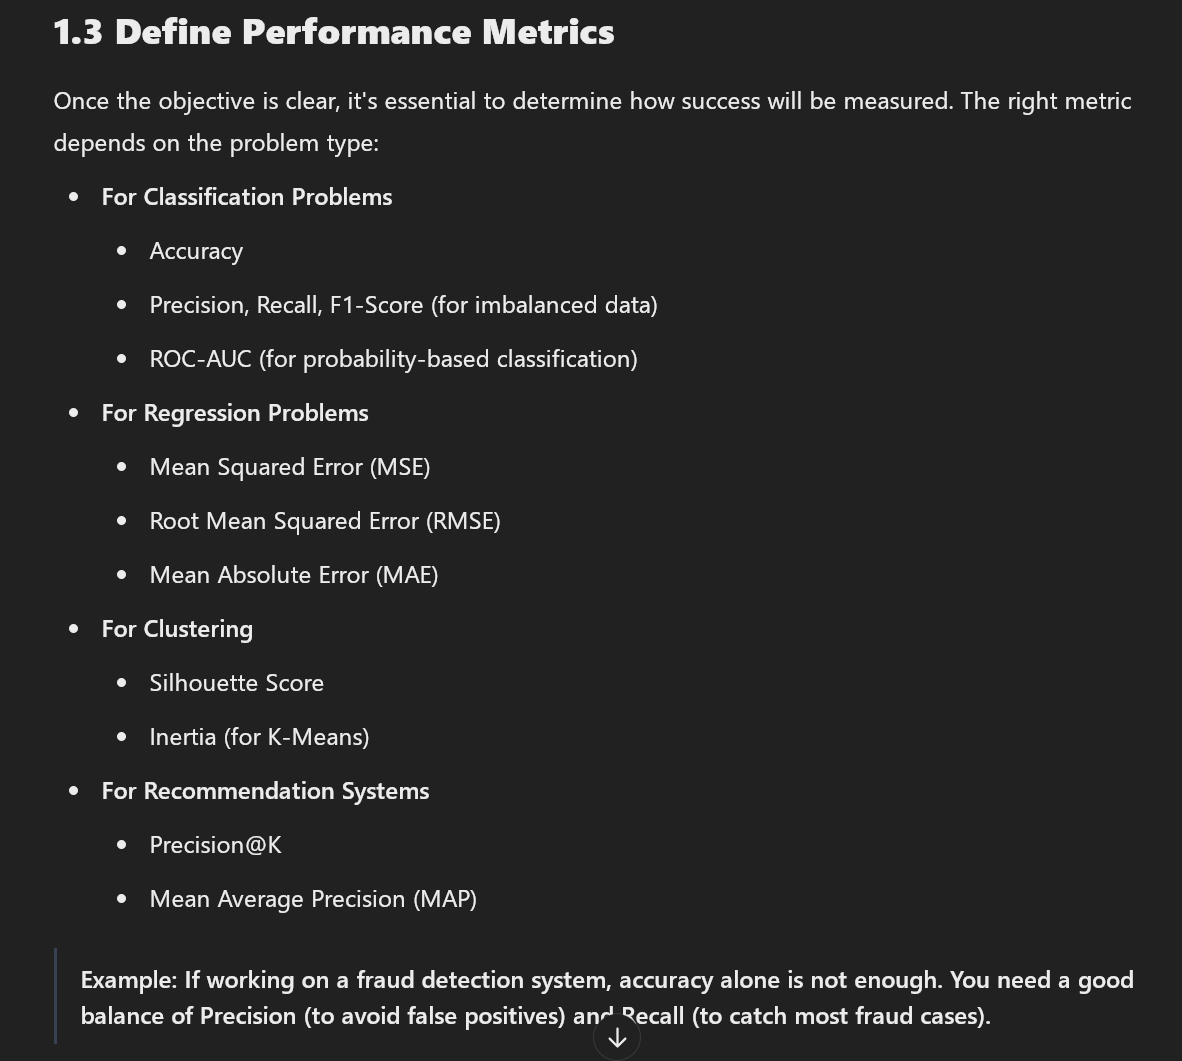 1.3 Define Performance Metrics
Once the objective is clear, it's essential to determine how success will be measured. The right metric
depends on the problem type:
For Classification Problems
Accuracy
Precision, Recall, F1-Score (for imbalanced data)
ROC-AUC (for probability-based classification)
For Regression Problems
Mean Squared Error (MSE)
Root Mean Squared Error (RMSE)
Mean Absolute Error (MAE)
For Clustering
Silhouette Score
Inertia (for K-Means)
For Recommendation Systems
Precision@K
Mean Average Precision (MAP)
Example: If working on a fraud detection system, accuracy alone is not enough. You need a good
balance of Precision (to avoid false positives) and Recall (to catch most fraud cases).